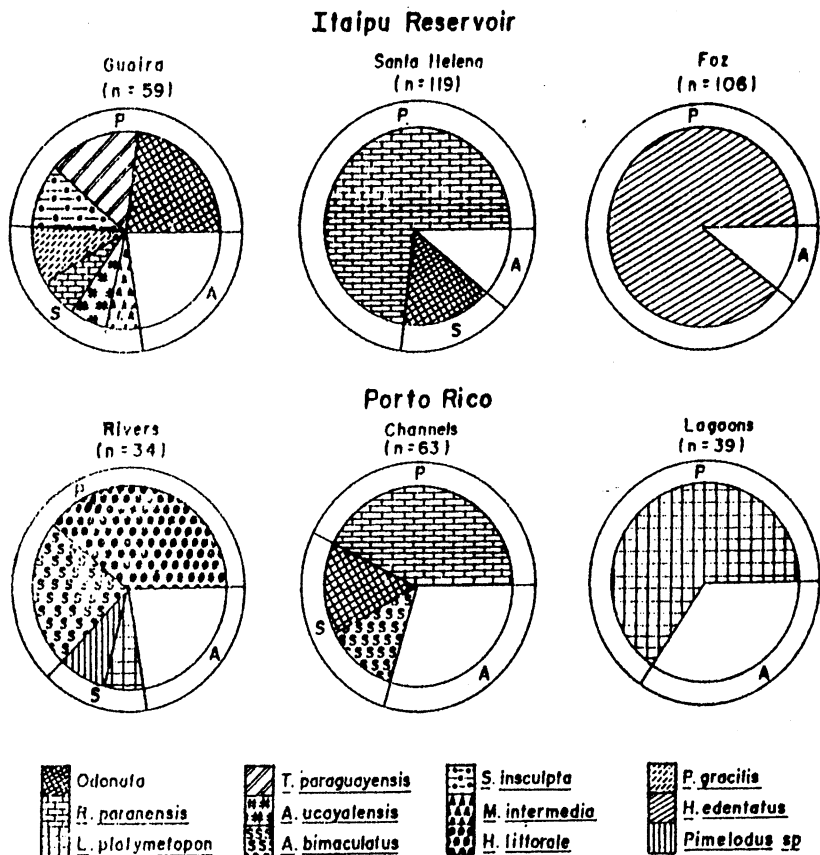 Itaipu Reservoir
Guaira
(n = 59)
Santa Helena
(n = 119)
Foz
(n = 106)
P
A
S
P
A
S
P
A
Porto Rico
Rivers
(n = 34)
Channels
(n = 63)
Lagoons
(n = 39)
P
A
S
P
S
A
P
A
Odonata
T. paraguayensis
S. insculpta
P. gracilis
R. paranensis
A. ucayalensis
M. intermedia
H. edentatus
L. platymetopon
A. bimaculatus
H. littorale
Pimelodus sp